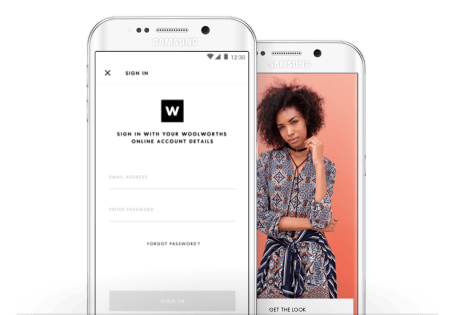 SAMSUNG
12:30
SIGN IN
W
SIGN IN WITH YOUR WOOLWORTHS
ONLINE ACCOUNT DETAILS
EMAIL ADDRESS
ENTER PASSWORD
FORGOT PASSWORD?
SIGN IN
SAMSUNG
GET THE LOOK